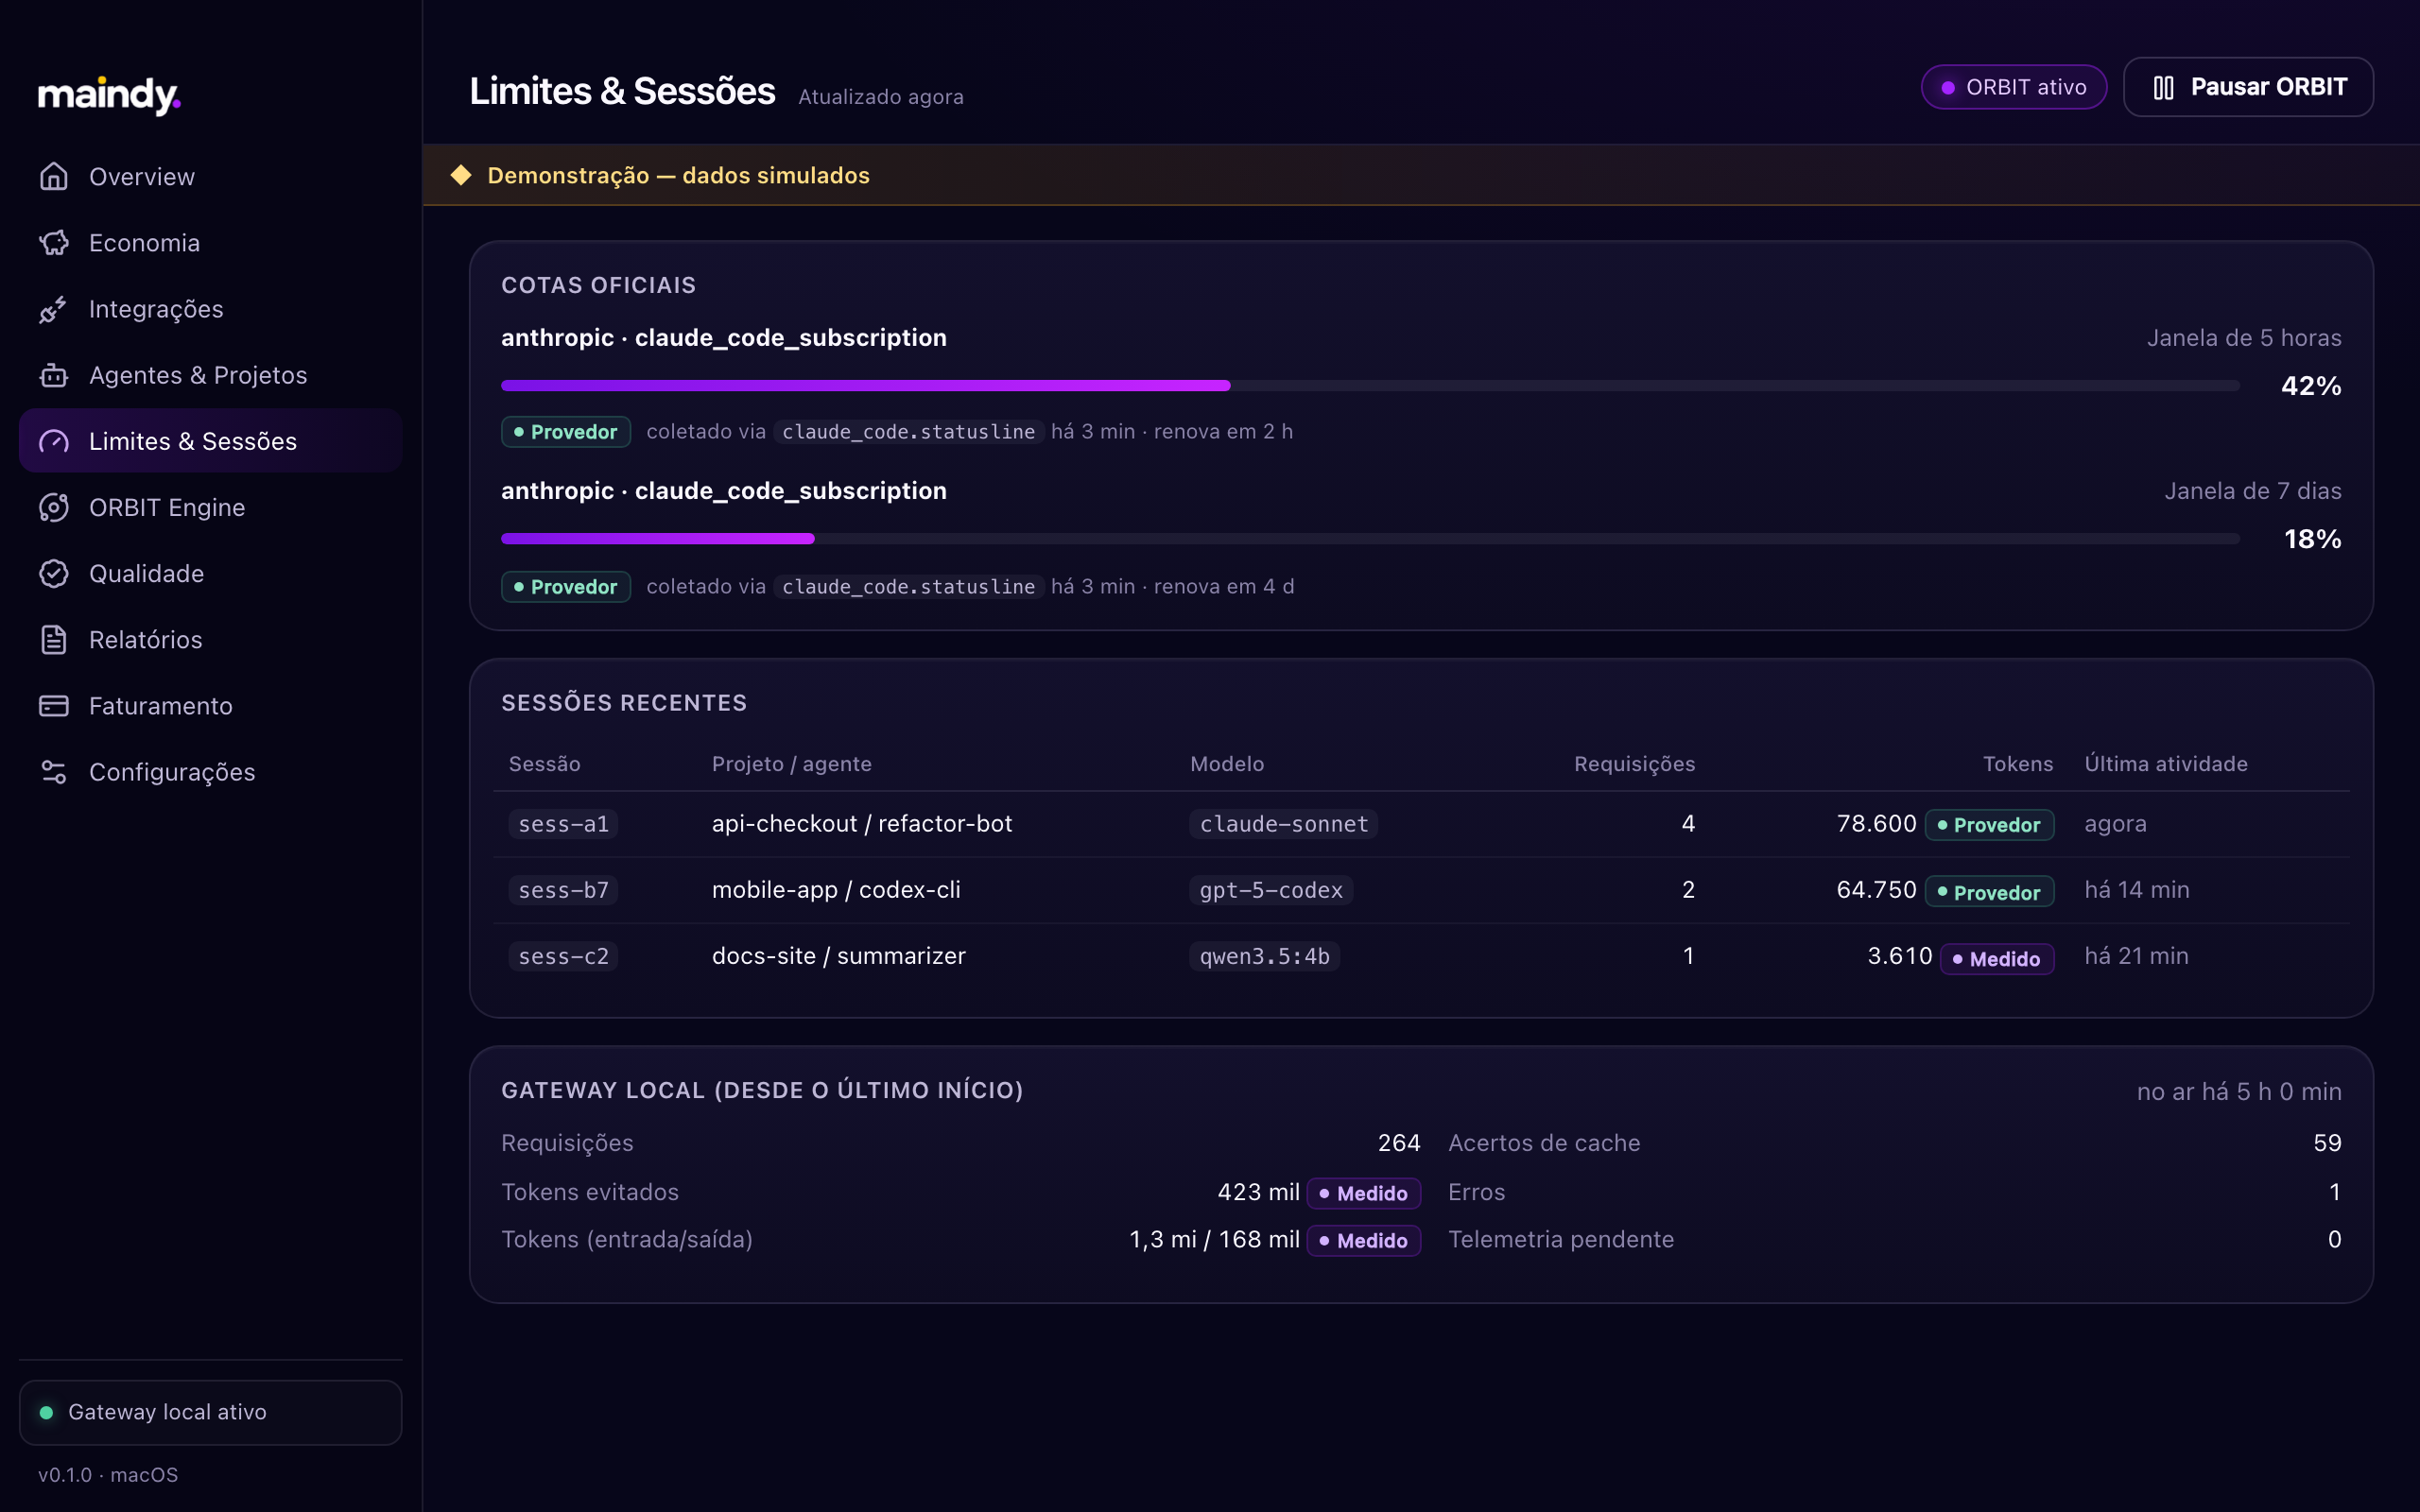 maindy.
Overview
Economia
Integrações
Agentes & Projetos
Limites & Sessões
ORBIT Engine
Qualidade
Relatórios
Faturamento
Configurações
Gateway local ativo
v0.1.0 · macOS
Limites & Sessões Atualizado agora
ORBIT ativo
Pausar ORBIT
Demonstração — dados simulados
COTAS OFICIAIS
anthropic · claude_code_subscription Janela de 5 horas
42%
Provedor coletado via claude_code.statusline há 3 min · renova em 2 h
anthropic · claude_code_subscription Janela de 7 dias
18%
Provedor coletado via claude_code.statusline há 3 min · renova em 4 d
SESSÕES RECENTES
Sessão Projeto / agente Modelo Requisições Tokens Última atividade
sess-a1 api-checkout / refactor-bot claude-sonnet 4 78.600 Provedor agora
sess-b7 mobile-app / codex-cli gpt-5-codex 2 64.750 Provedor há 14 min
sess-c2 docs-site / summarizer qwen3.5:4b 1 3.610 Medido há 21 min
GATEWAY LOCAL (DESDE O ÚLTIMO INÍCIO) no ar há 5 h 0 min
Requisições 264 Acertos de cache 59
Tokens evitados 423 mil Medido Erros 1
Tokens (entrada/saída) 1,3 mi / 168 mil Medido Telemetria pendente 0